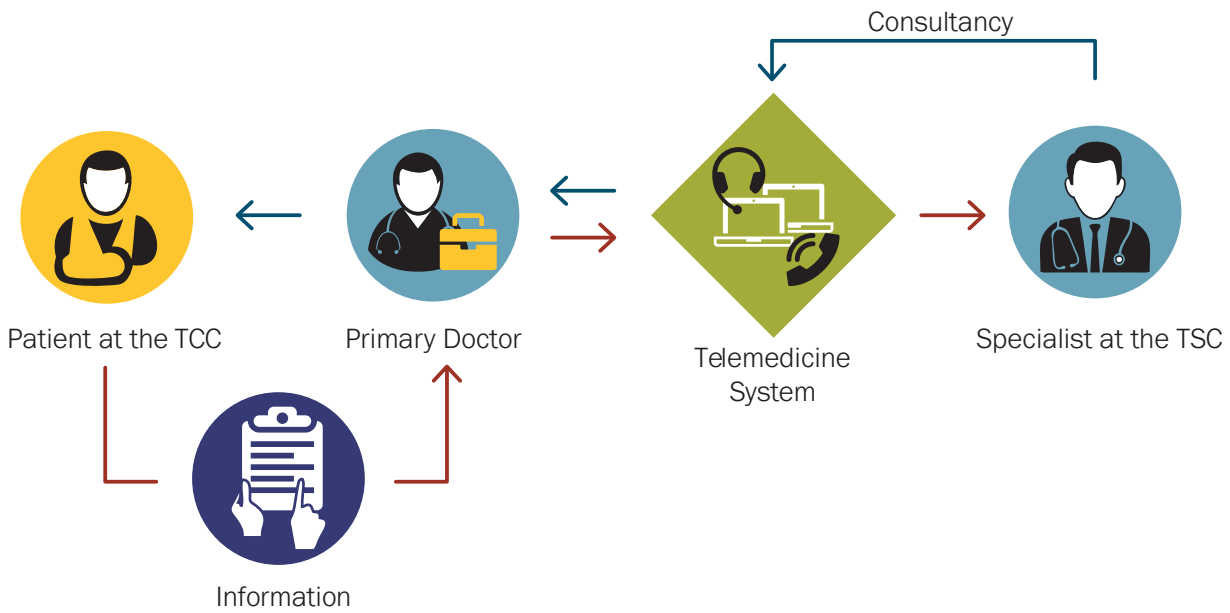 Consultancy
Patient at the TCC
Primary Doctor
Telemedicine
System
Specialist at the TSC
Information